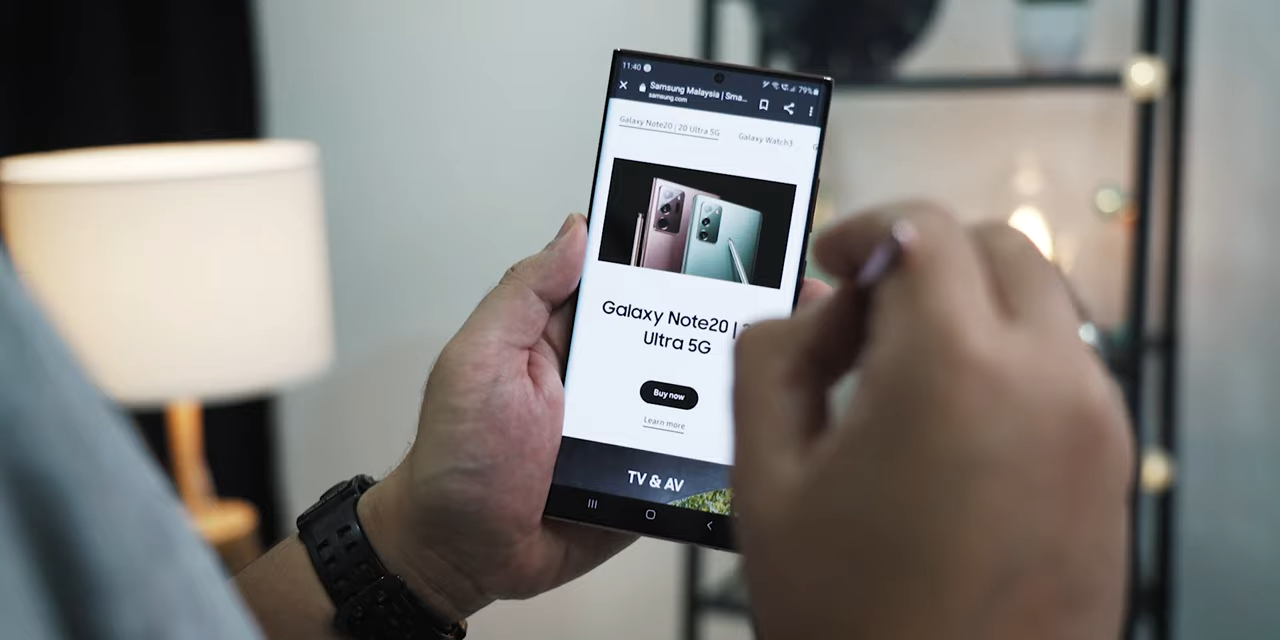 11:40
79%
Samsung Malaysia | Sma...
samsung.com
Galaxy Note20 | 20 Ultra 5G
Galaxy Watch3
Galaxy Note20 |
Ultra 5G
Buy now
Learn more
TV & AV